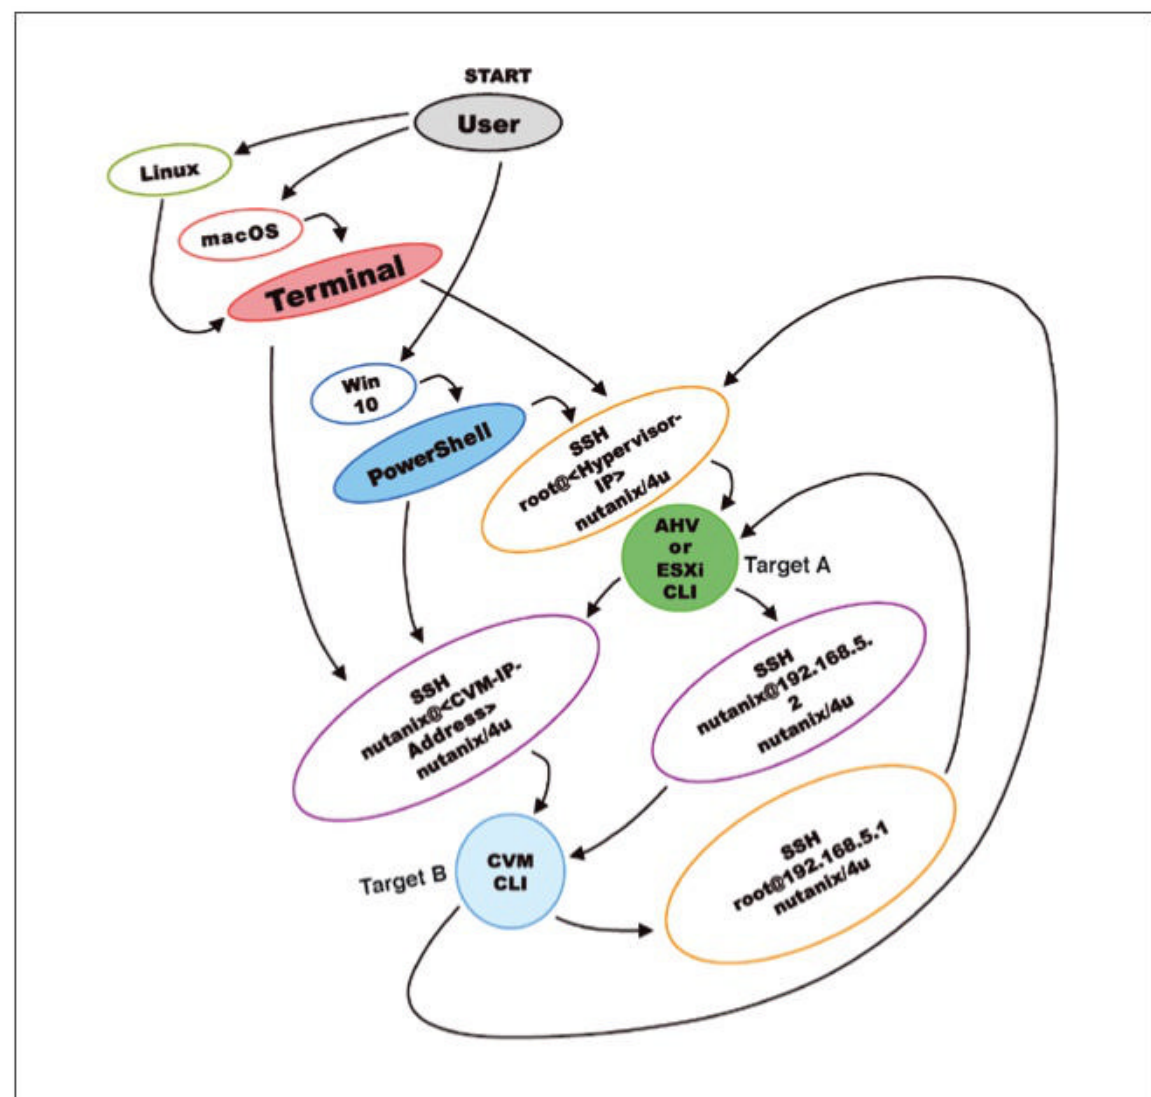 START
User
Linux
macOS
Terminal
Win
10
PowerShell
SSH
root@<Hypervisor-
IP>
nutanix/4u
AHV
or
ESXi
CLI
Target A
SSH
nutanix@<CVM-IP-
Address>
nutanix/4u
SSH
nutanix@192.168.5.
2
nutanix/4u
CVM
CLI
Target B
SSH
root@192.168.5.1
nutanix/4u